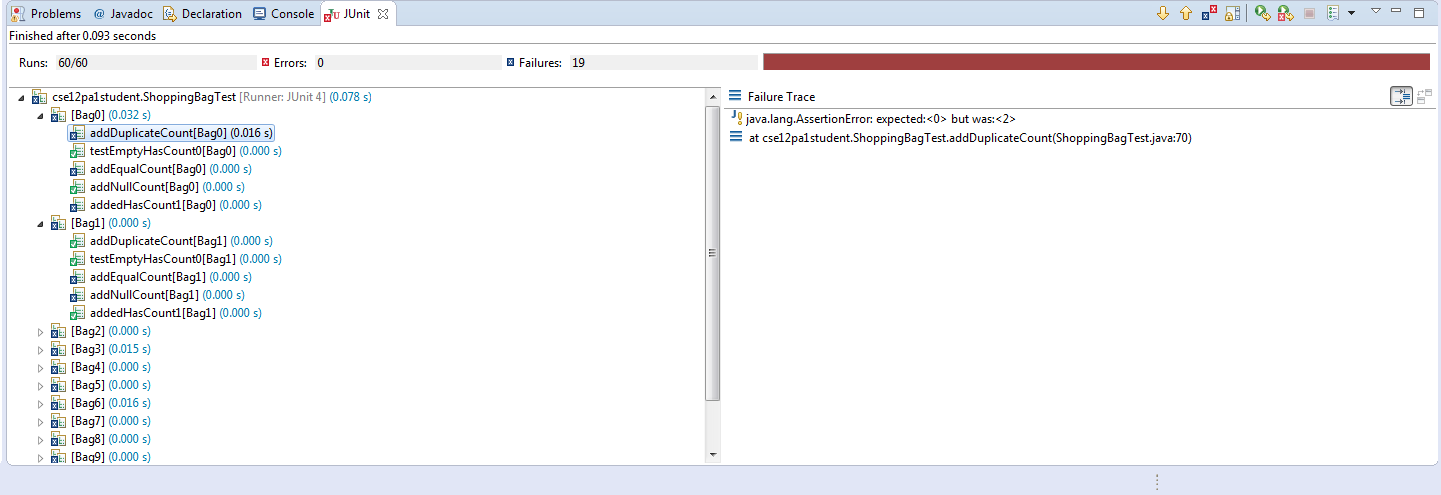 Problems @ Javadoc Declaration Console JUnit
Finished after 0.093 seconds
Runs: 60/60 Errors: 0 Failures: 19
cse12pa1student.ShoppingBagTest [Runner: JUnit 4] (0.078 s)
[Bag0] (0.032 s)
addDuplicateCount[Bag0] (0.016 s)
testEmptyHasCount0[Bag0] (0.000 s)
addEqualCount[Bag0] (0.000 s)
addNullCount[Bag0] (0.000 s)
addedHasCount1[Bag0] (0.000 s)
[Bag1] (0.000 s)
addDuplicateCount[Bag1] (0.000 s)
testEmptyHasCount0[Bag1] (0.000 s)
addEqualCount[Bag1] (0.000 s)
addNullCount[Bag1] (0.000 s)
addedHasCount1[Bag1] (0.000 s)
[Bag2] (0.000 s)
[Bag3] (0.015 s)
[Bag4] (0.000 s)
[Bag5] (0.000 s)
[Bag6] (0.016 s)
[Bag7] (0.000 s)
[Bag8] (0.000 s)
[Bag9] (0.000 s)
Failure Trace
java.lang.AssertionError: expected:<0> but was:<2>
at cse12pa1student.ShoppingBagTest.addDuplicateCount(ShoppingBagTest.java:70)